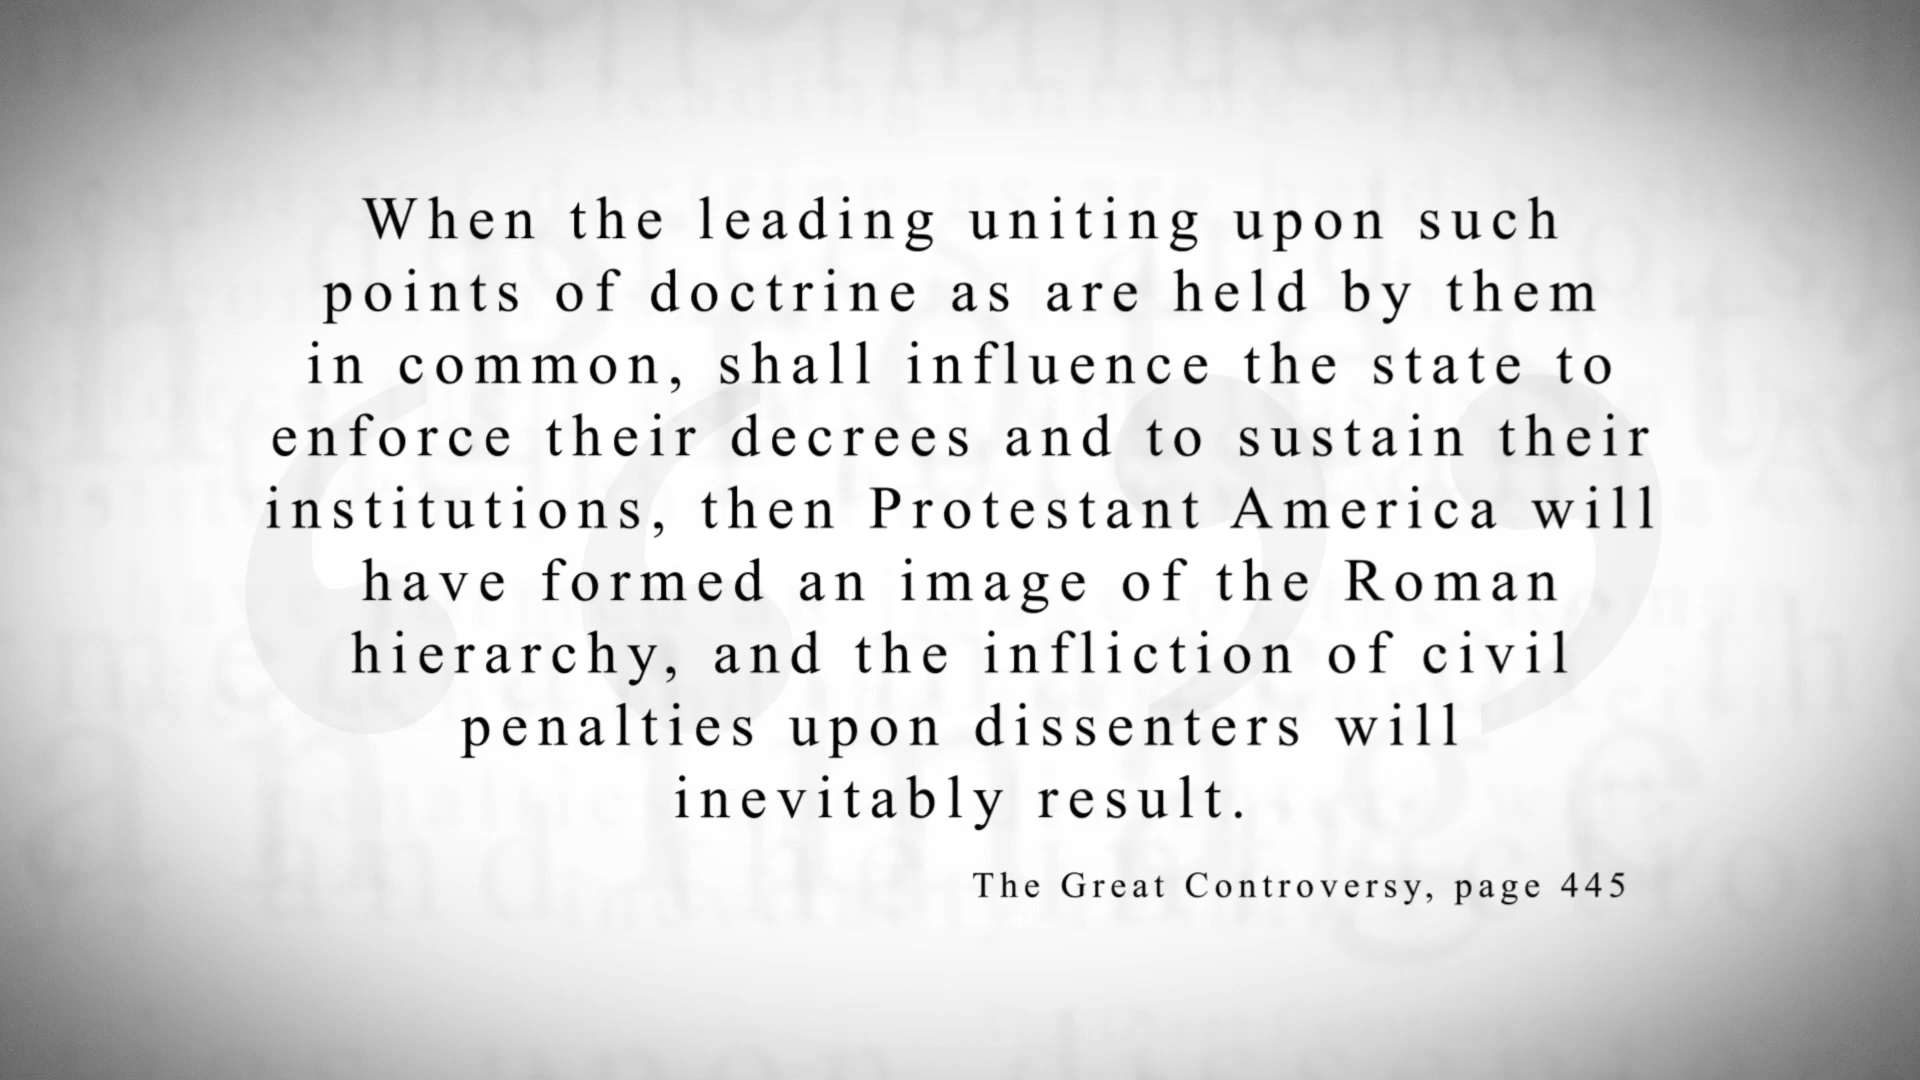 When the leading uniting upon such
points of doctrine as are held by them
in common, shall influence the state to
enforce their decrees and to sustain their
institutions, then Protestant America will
have formed an image of the Roman
hierarchy, and the infliction of civil
penalties upon dissenters will
inevitably result.
The Great Controversy, page 445